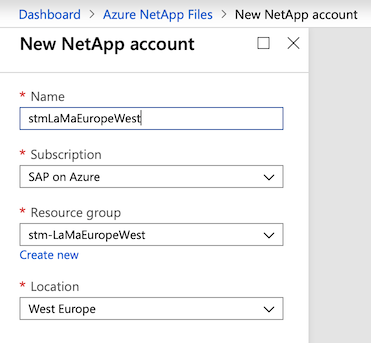 Dashboard > Azure NetApp Files > New NetApp account
New NetApp account
* Name
stmLaMaEuropeWest
* Subscription
SAP on Azure
* Resource group
stm-LaMaEuropeWest
Create new
* Location
West Europe